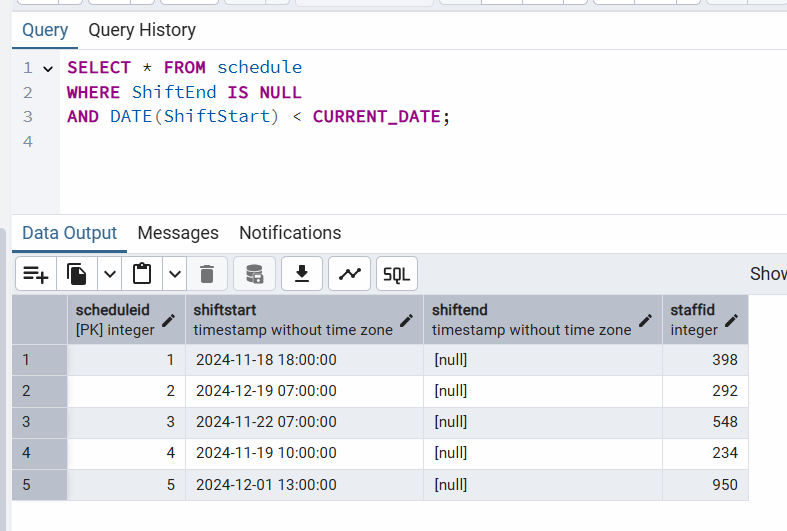 Query Query History
1 SELECT * FROM schedule
2 WHERE ShiftEnd IS NULL
3 AND DATE(ShiftStart) < CURRENT_DATE;
4
Data Output Messages Notifications
SQL
scheduleid shiftstart shiftend staffid
[PK] integer timestamp without time zone timestamp without time zone integer
1 1 2024-11-18 18:00:00 [null] 398
2 2 2024-12-19 07:00:00 [null] 292
3 3 2024-11-22 07:00:00 [null] 548
4 4 2024-11-19 10:00:00 [null] 234
5 5 2024-12-01 13:00:00 [null] 950